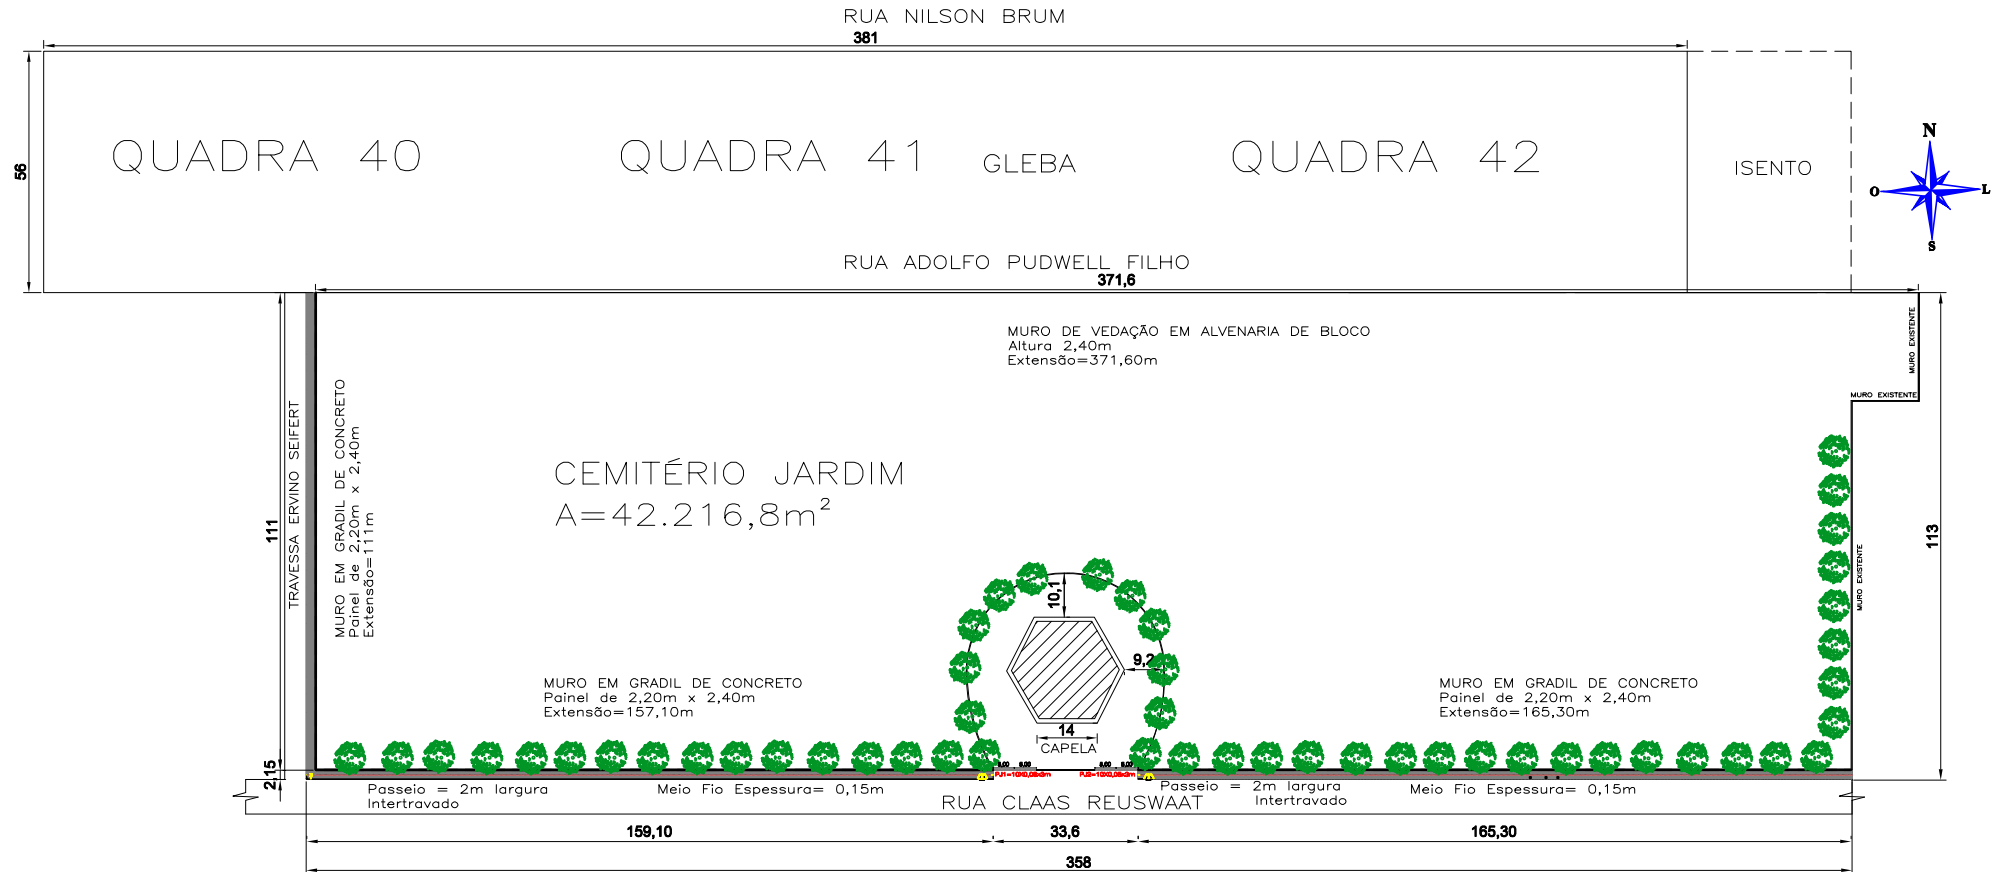 RUA NILSON BRUM
381
56
QUADRA 40
QUADRA 41
GLEBA
QUADRA 42
ISENTO
N
O
L
S
RUA ADOLFO PUDWELL FILHO
371,6
MURO DE VEDAÇÃO EM ALVENARIA DE BLOCO
Altura 2,40m
Extensão=371,60m
MURO EXISTENTE
MURO EXISTENTE
MURO EXISTENTE
113
111
TRAVESSA ERVINO SEIFERT
MURO EM GRADIL DE CONCRETO
Painel de 2,20m x 2,40m
Extensão=111m
CEMITÉRIO JARDIM
A=42.216,8m²
10,1
9,2
14
CAPELA
MURO EM GRADIL DE CONCRETO
Painel de 2,20m x 2,40m
Extensão=157,10m
MURO EM GRADIL DE CONCRETO
Painel de 2,20m x 2,40m
Extensão=165,30m
2,15
Passeio = 2m largura
Intertravado
Meio Fio Espessura= 0,15m
RUA CLAAS REUSWAAT
Passeio = 2m largura
Intertravado
Meio Fio Espessura= 0,15m
159,10
33,6
165,30
358